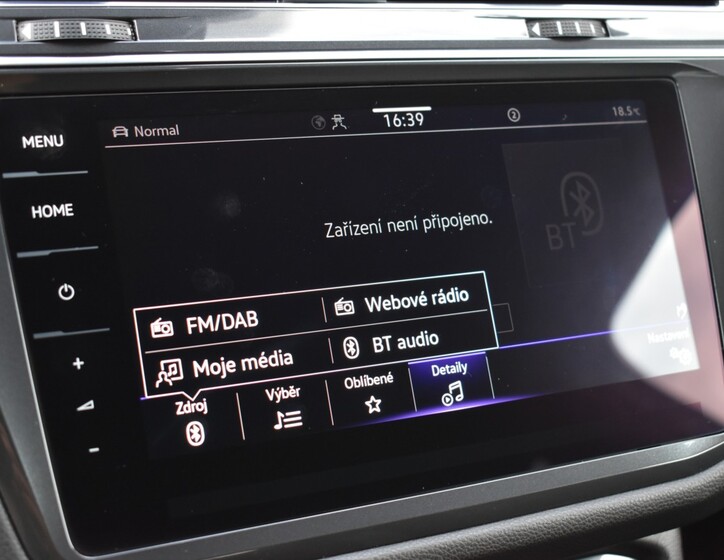 MENU
HOME
Normal
16:39
2
18.5°C
Zařízení není připojeno.
BT
FM/DAB
Webové rádio
Moje média
BT audio
Zdroj
Výběr
Oblíbené
Detaily
+
-